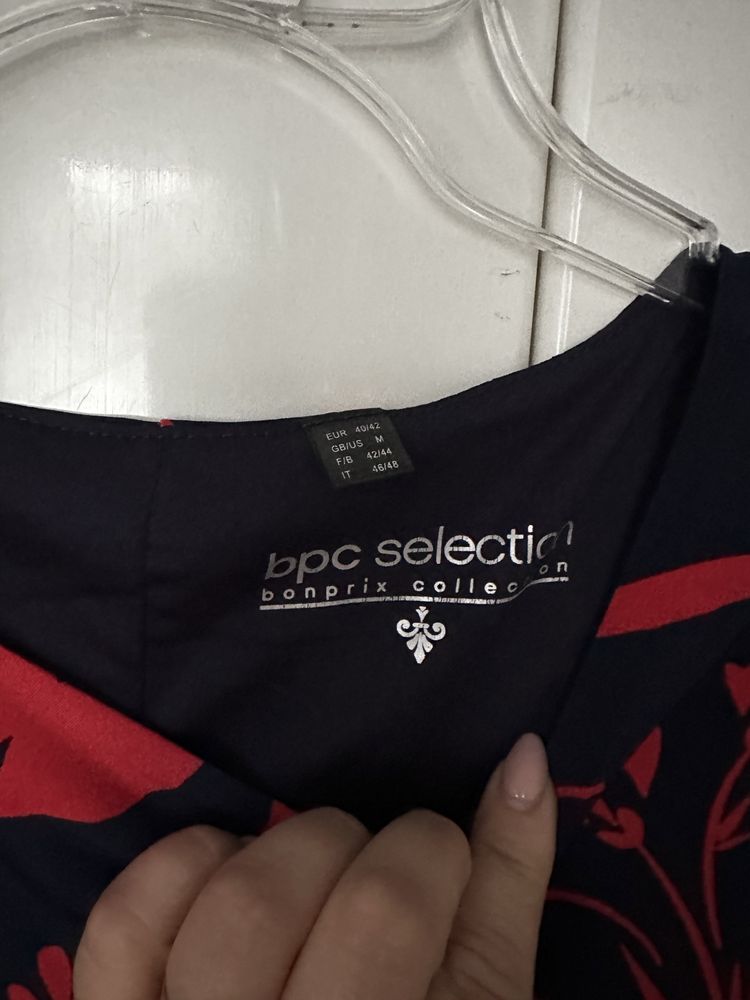 EUR 40/42
GB/US M
F/B 42/44
IT 46/48
bpc selection
bonprix collection